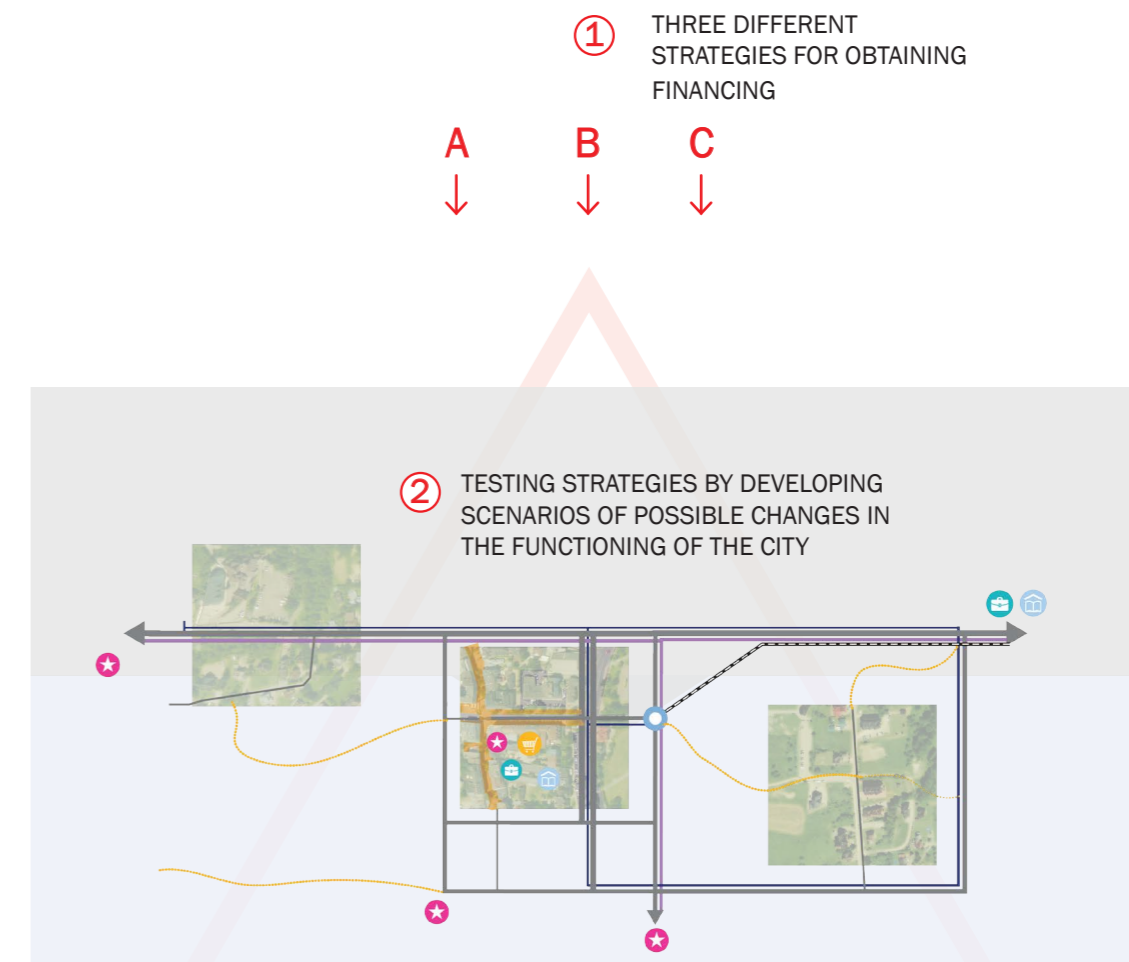 ①
THREE DIFFERENT
STRATEGIES FOR OBTAINING
FINANCING
A B C
②
TESTING STRATEGIES BY DEVELOPING
SCENARIOS OF POSSIBLE CHANGES IN
THE FUNCTIONING OF THE CITY